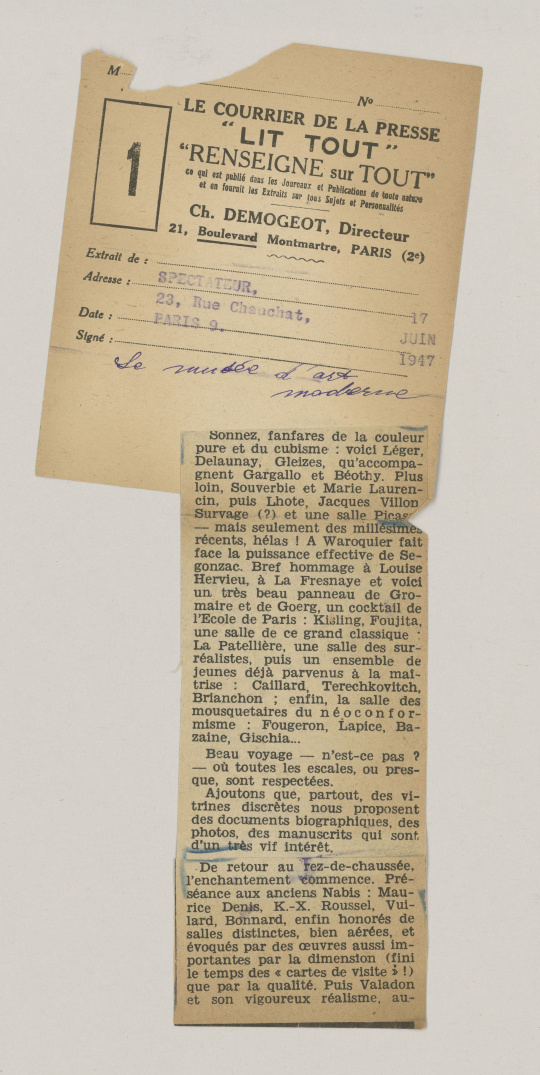 M
Nº
1
LE COURRIER DE LA PRESSE
"LIT TOUT"
"RENSEIGNE sur TOUT"
ce qui est publié dans les Journaux et Publications de toute nature
et en fournit les Extraits sur tous Sujets et Personnalités
Ch. DEMOGEOT, Directeur
21, Boulevard Montmartre, PARIS (2e)
Extrait de :
Adresse : SPECTATEUR,
23, Rue Chauchat,
Date : PARIS 9.
17
JUIN
1947
Signé :
Le musée d'art
moderne
Sonnez, fanfares de la couleur
pure et du cubisme : voici Léger,
Delaunay, Gleizes, qu'accompa-
gnent Gargallo et Béothy. Plus
loin, Souverbie et Marie Lauren-
cin, puis Lhote, Jacques Villon
Survage (?) et une salle Picass
— mais seulement des millésimes
récents, hélas ! A Waroquier fait
face la puissance effective de Se-
gonzac. Bref hommage à Louise
Hervieu, à La Fresnaye et voici
un très beau panneau de Gro-
maire et de Goerg, un cocktail de
l'Ecole de Paris : Kisling, Foujita,
une salle de ce grand classique :
La Patellière, une salle des sur-
réalistes, puis un ensemble de
jeunes déjà parvenus à la maî-
trise : Caillard, Terechkovitch,
Brianchon ; enfin, la salle des
mousquetaires du néoconfor-
misme : Fougeron, Lapice, Ba-
zaine, Gischia...
Beau voyage — n'est-ce pas ?
— où toutes les escales, ou pres-
que, sont respectées.
Ajoutons que, partout, des vi-
trines discrètes nous proposent
des documents biographiques, des
photos, des manuscrits qui sont
d'un très vif intérêt.
De retour au rez-de-chaussée,
l'enchantement commence. Pré-
séance aux anciens Nabis : Mau-
rice Denis, K.-X. Roussel, Vuil-
lard, Bonnard, enfin honorés de
salles distinctes, bien aérées, et
évoqués par des œuvres aussi im-
portantes par la dimension (fini
le temps des « cartes de visite » !)
que par la qualité. Puis Valadon
et son vigoureux réalisme, au-